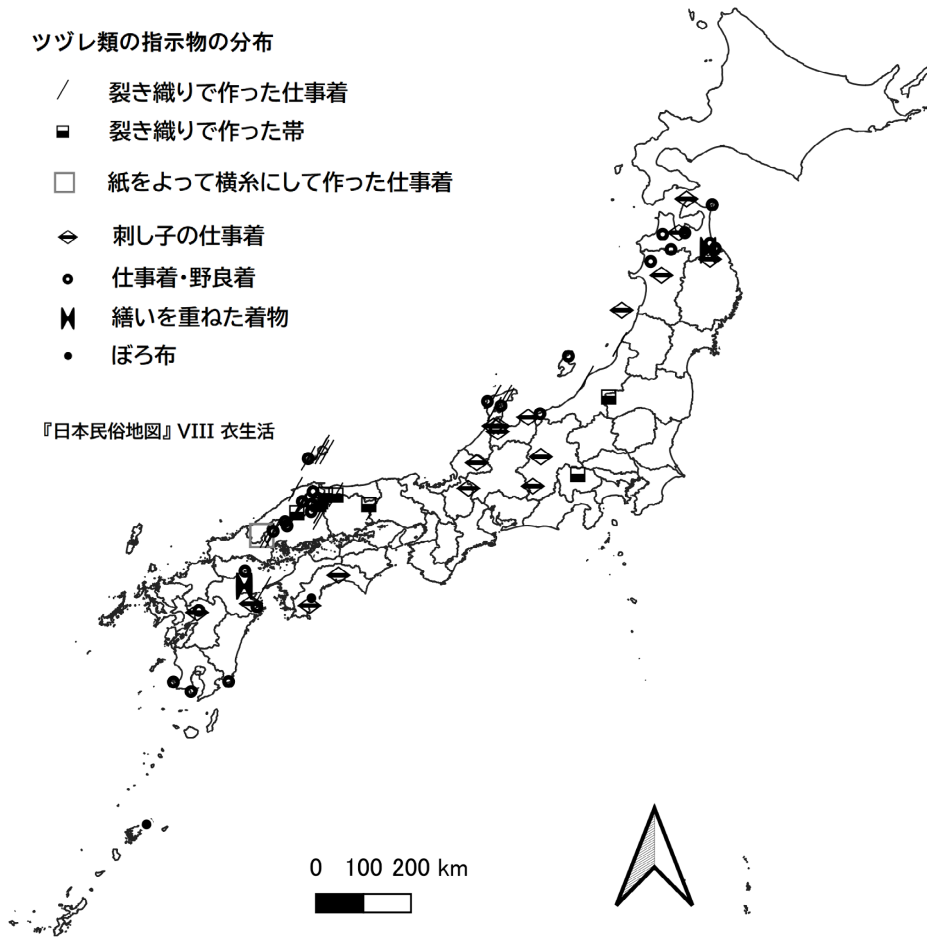 ツヅレ類の指示物の分布
裂き織りで作った仕事着
裂き織りで作った帯
紙をよって横糸にして作った仕事着
刺し子の仕事着
仕事着・野良着
繕いを重ねた着物
ぼろ布
『日本民俗地図』 VIII 衣生活
0 100 200 km